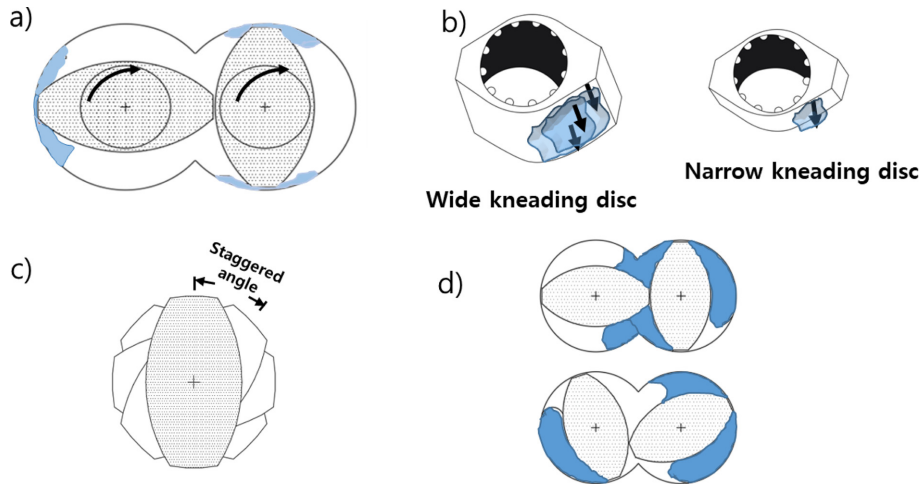 a)
b)
Wide kneading disc
Narrow kneading disc
c)
Staggered
angle
d)